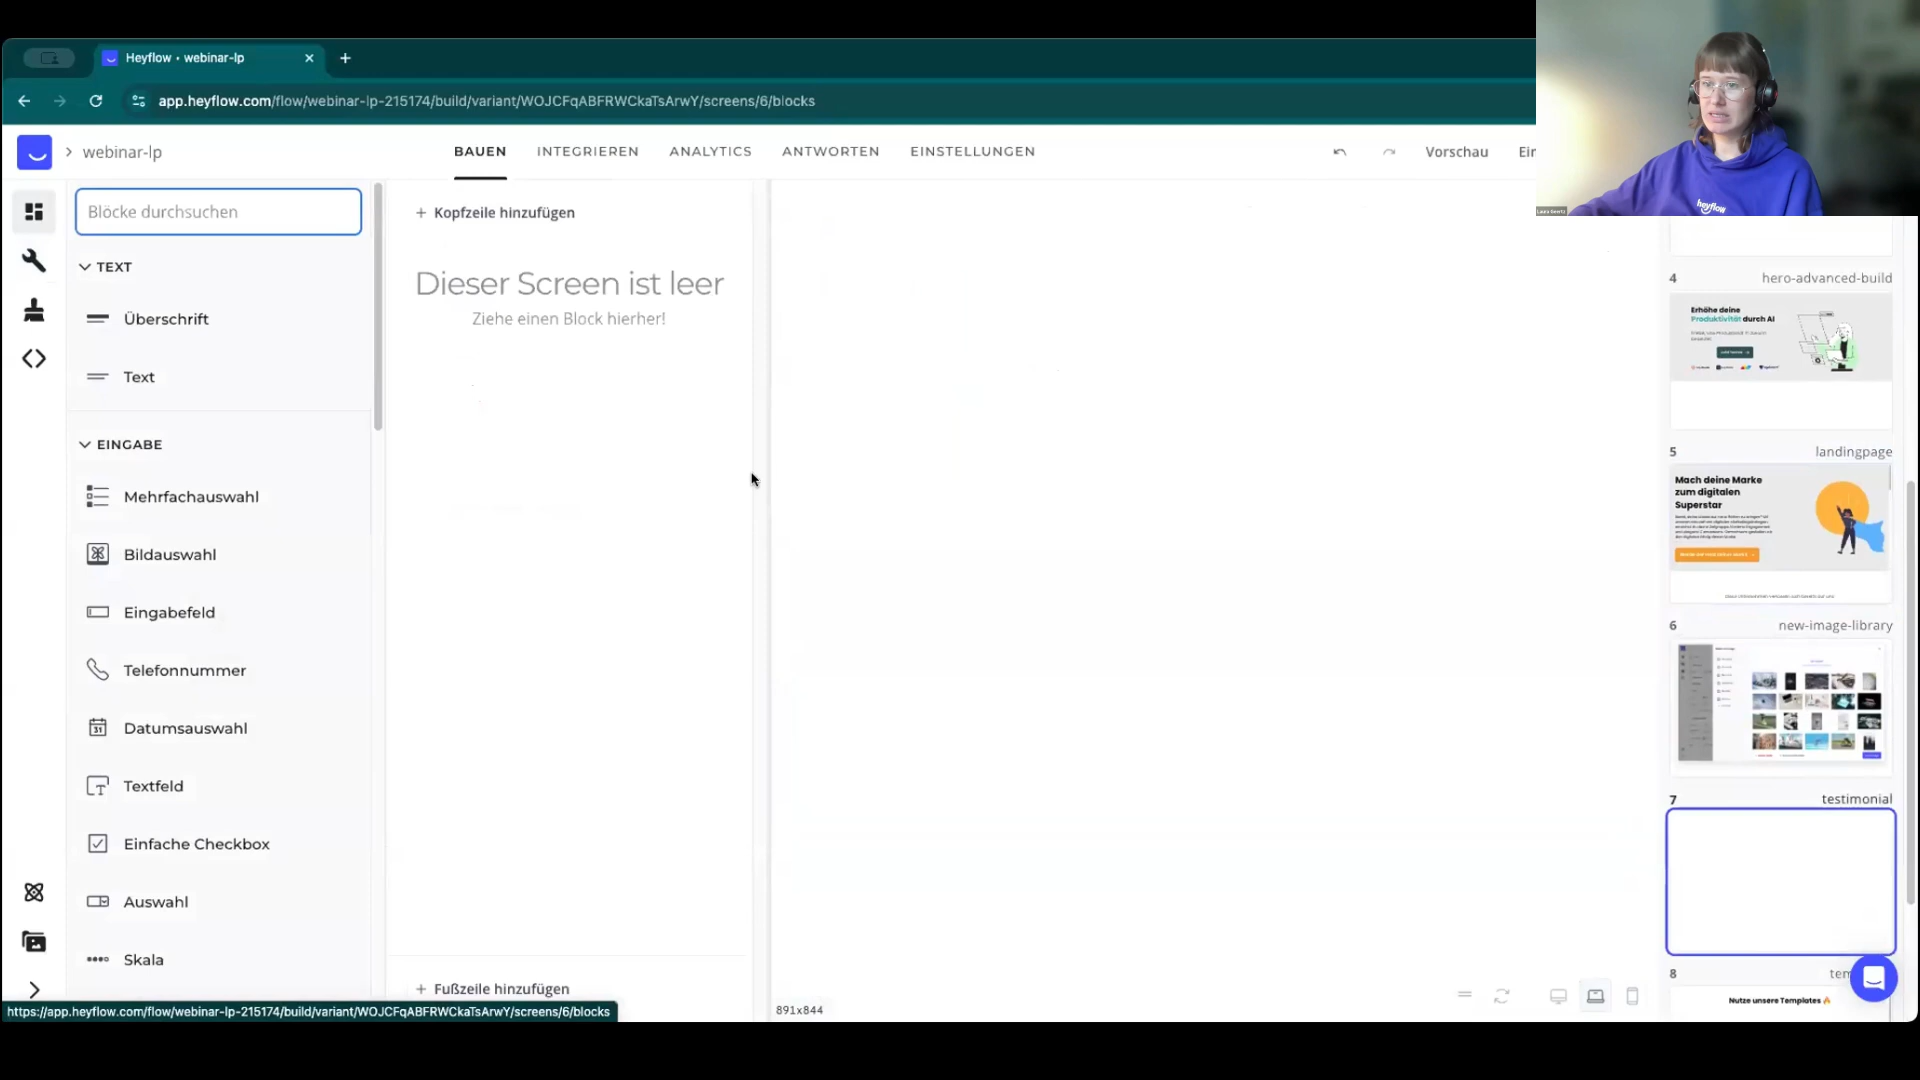 Heyflow • webinar-lp
app.heyflow.com/flow/webinar-lp-215174/build/variant/WOJCFqABFRWCkaTsArwY/screens/6/blocks
webinar-lp
BAUEN
INTEGRIEREN
ANALYTICS
ANTWORTEN
EINSTELLUNGEN
Vorschau
Ein
heyflow
Blöcke durchsuchen
TEXT
Überschrift
Text
EINGABE
Mehrfachauswahl
Bildauswahl
Eingabefeld
Telefonnummer
31
Datumsauswahl
Textfeld
Einfache Checkbox
Auswahl
Skala
+ Kopfzeile hinzufügen
Dieser Screen ist leer
Ziehe einen Block hierher!
+ Fußzeile hinzufügen
891x844
4 hero-advanced-build
Erhöhe deine
Produktivität durch AI
5 landingpage
Mach deine Marke
zum digitalen
Superstar
6 new-image-library
7 testimonial
8 tem
Nutze unsere Templates 🔥
https://app.heyflow.com/flow/webinar-lp-215174/build/variant/WOJCFqABFRWCkaTsArwY/screens/6/blocks